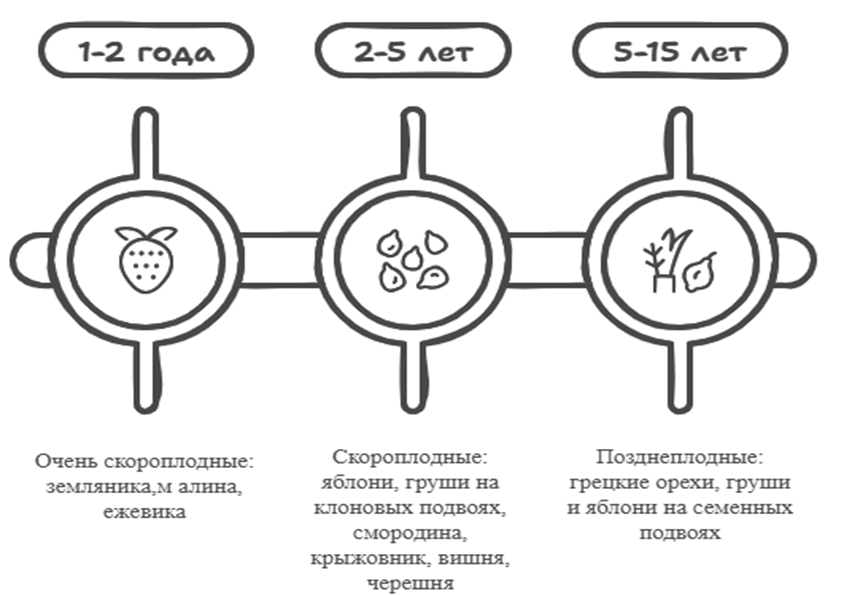 1-2 года
2-5 лет
5-15 лет
Очень скороплодные:
земляника,м алина,
ежевика
Скороплодные:
яблони, груши на
клоновых подвоях,
смородина,
крыжовник, вишня,
черешня
Позднеплодные:
грецкие орехи, груши
и яблони на семенных
подвоях